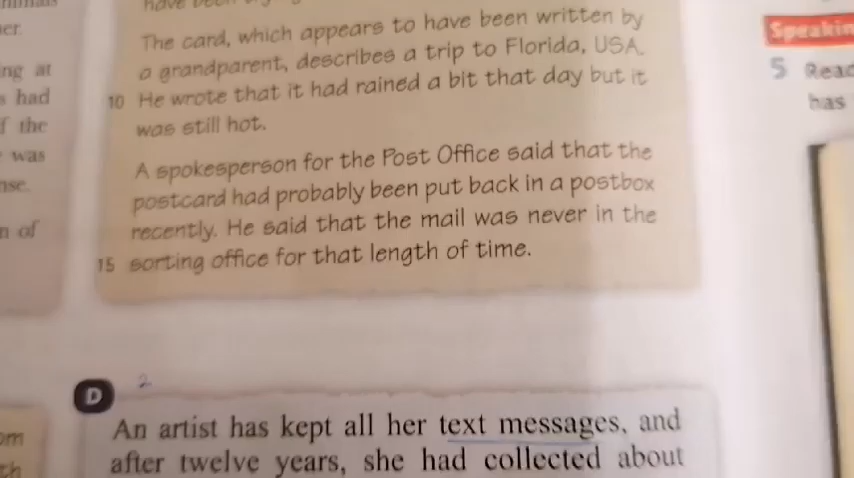 The card, which appears to have been written by
a grandparent, describes a trip to Florida, USA.
10 He wrote that it had rained a bit that day but it
was still hot.
A spokesperson for the Post Office said that the
postcard had probably been put back in a postbox
recently. He said that the mail was never in the
15 sorting office for that length of time.
D 2
An artist has kept all her text messages, and
after twelve years, she had collected about
ng at
had
the
was
of
Speakin
5 Read
has